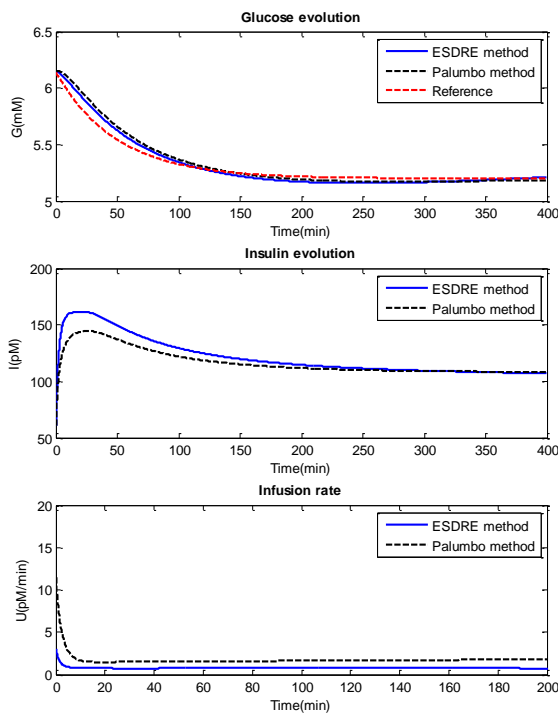 Glucose evolution
6.5
6
5.5
5
G(mM)
ESDRE method
Palumbo method
Reference
0 50 100 150 200 250 300 350 400
Time(min)
Insulin evolution
200
150
100
50
I(pM)
ESDRE method
Palumbo method
0 50 100 150 200 250 300 350 400
Time(min)
Infusion rate
20
15
10
5
0
U(pM/min)
ESDRE method
Palumbo method
0 20 40 60 80 100 120 140 160 180 200
Time(min)